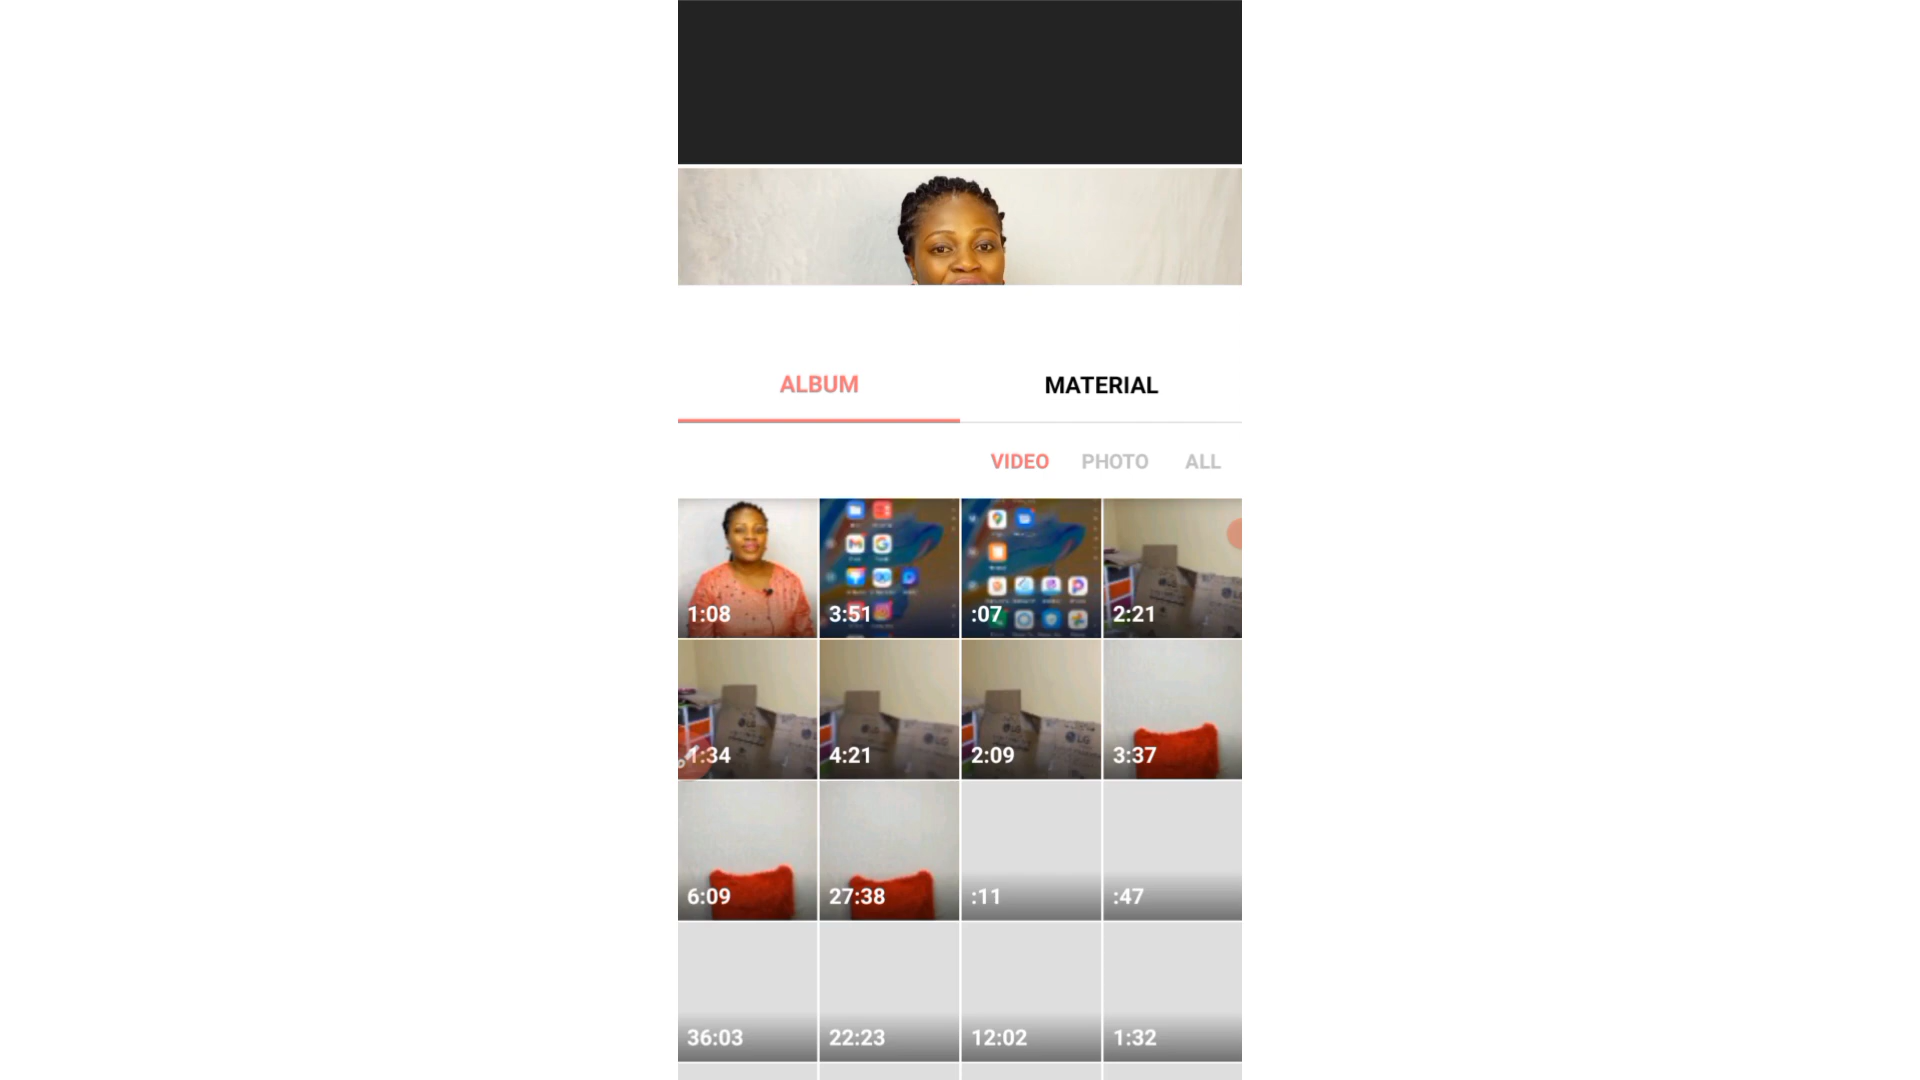 ALBUM MATERIAL
VIDEO PHOTO ALL
1:08 3:51 :07 2:21
1:34 4:21 2:09 3:37
6:09 27:38 :11 :47
36:03 22:23 12:02 1:32